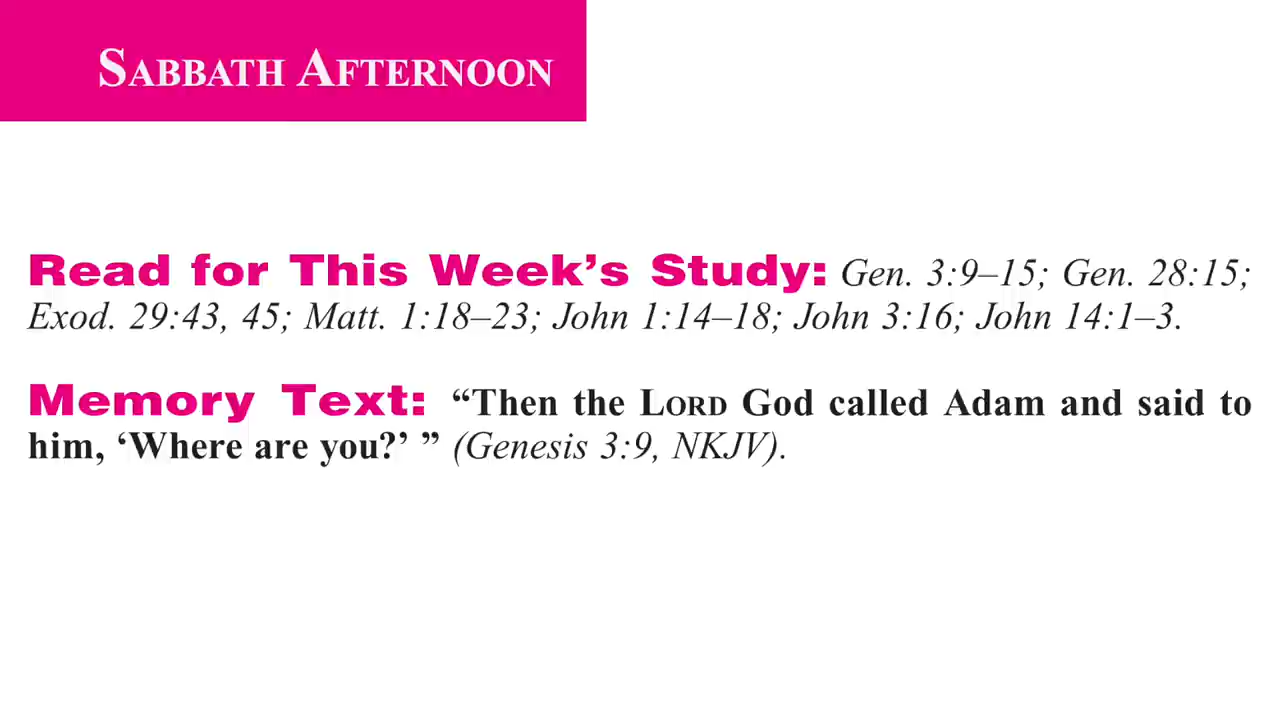 SABBATH AFTERNOON
Read for This Week’s Study: Gen. 3:9–15; Gen. 28:15;
Exod. 29:43, 45; Matt. 1:18–23; John 1:14–18; John 3:16; John 14:1–3.
Memory Text: “Then the LORD God called Adam and said to
him, ‘Where are you?’ ” (Genesis 3:9, NKJV).